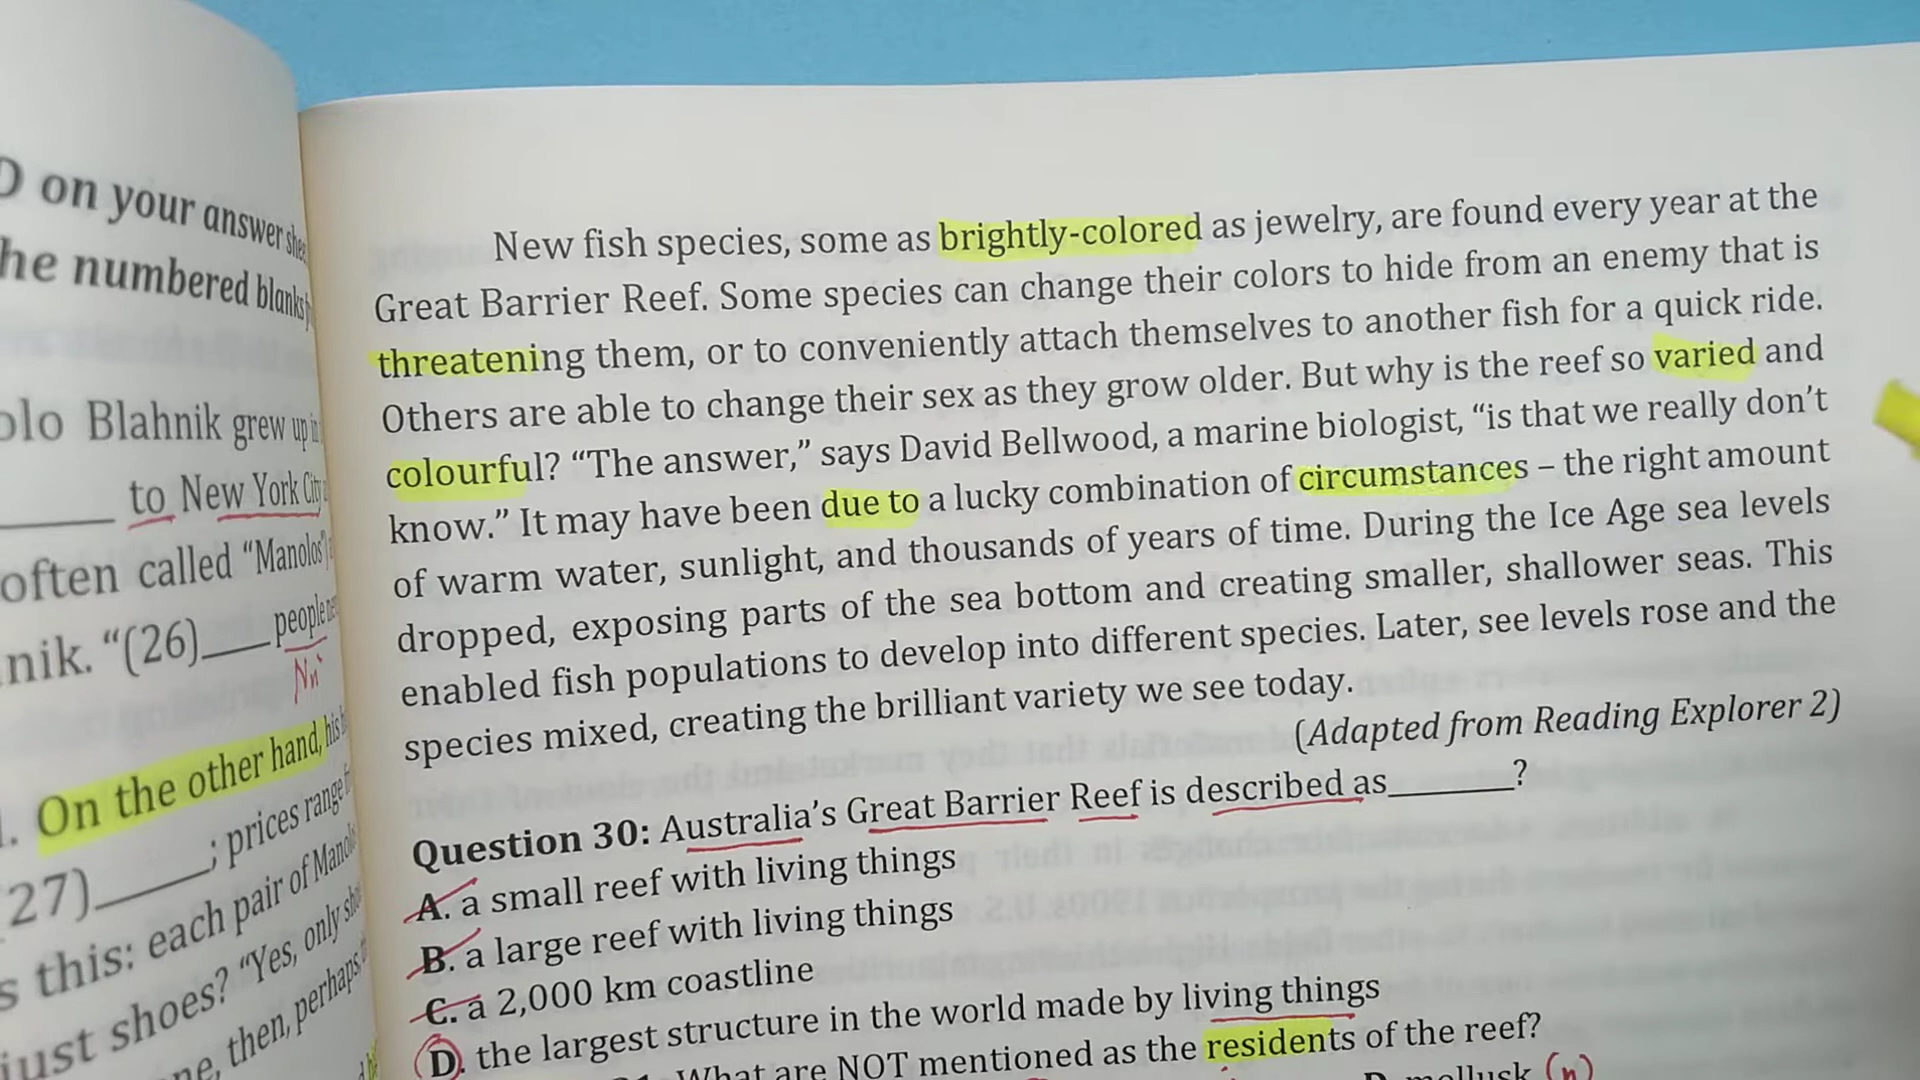 D on your answer
he numbered blanks
olo Blahnik grew up in
______ to New York City
often called “Manolos”
nik. “(26)____ people
Nn
. On the other hand, his
27)______; prices range
s this: each pair of Manolo
just shoes? “Yes, only
ne, then, perhaps,
New fish species, some as brightly-colored as jewelry, are found every year at the
Great Barrier Reef. Some species can change their colors to hide from an enemy that is
threatening them, or to conveniently attach themselves to another fish for a quick ride.
Others are able to change their sex as they grow older. But why is the reef so varied and
colourful? “The answer,” says David Bellwood, a marine biologist, “is that we really don’t
know.” It may have been due to a lucky combination of circumstances – the right amount
of warm water, sunlight, and thousands of years of time. During the Ice Age sea levels
dropped, exposing parts of the sea bottom and creating smaller, shallower seas. This
enabled fish populations to develop into different species. Later, see levels rose and the
species mixed, creating the brilliant variety we see today.
(Adapted from Reading Explorer 2)
Question 30: Australia’s Great Barrier Reef is described as_______?
A. a small reef with living things
B. a large reef with living things
C. a 2,000 km coastline
D. the largest structure in the world made by living things
What are NOT mentioned as the residents of the reef?
D. mollusk (n)